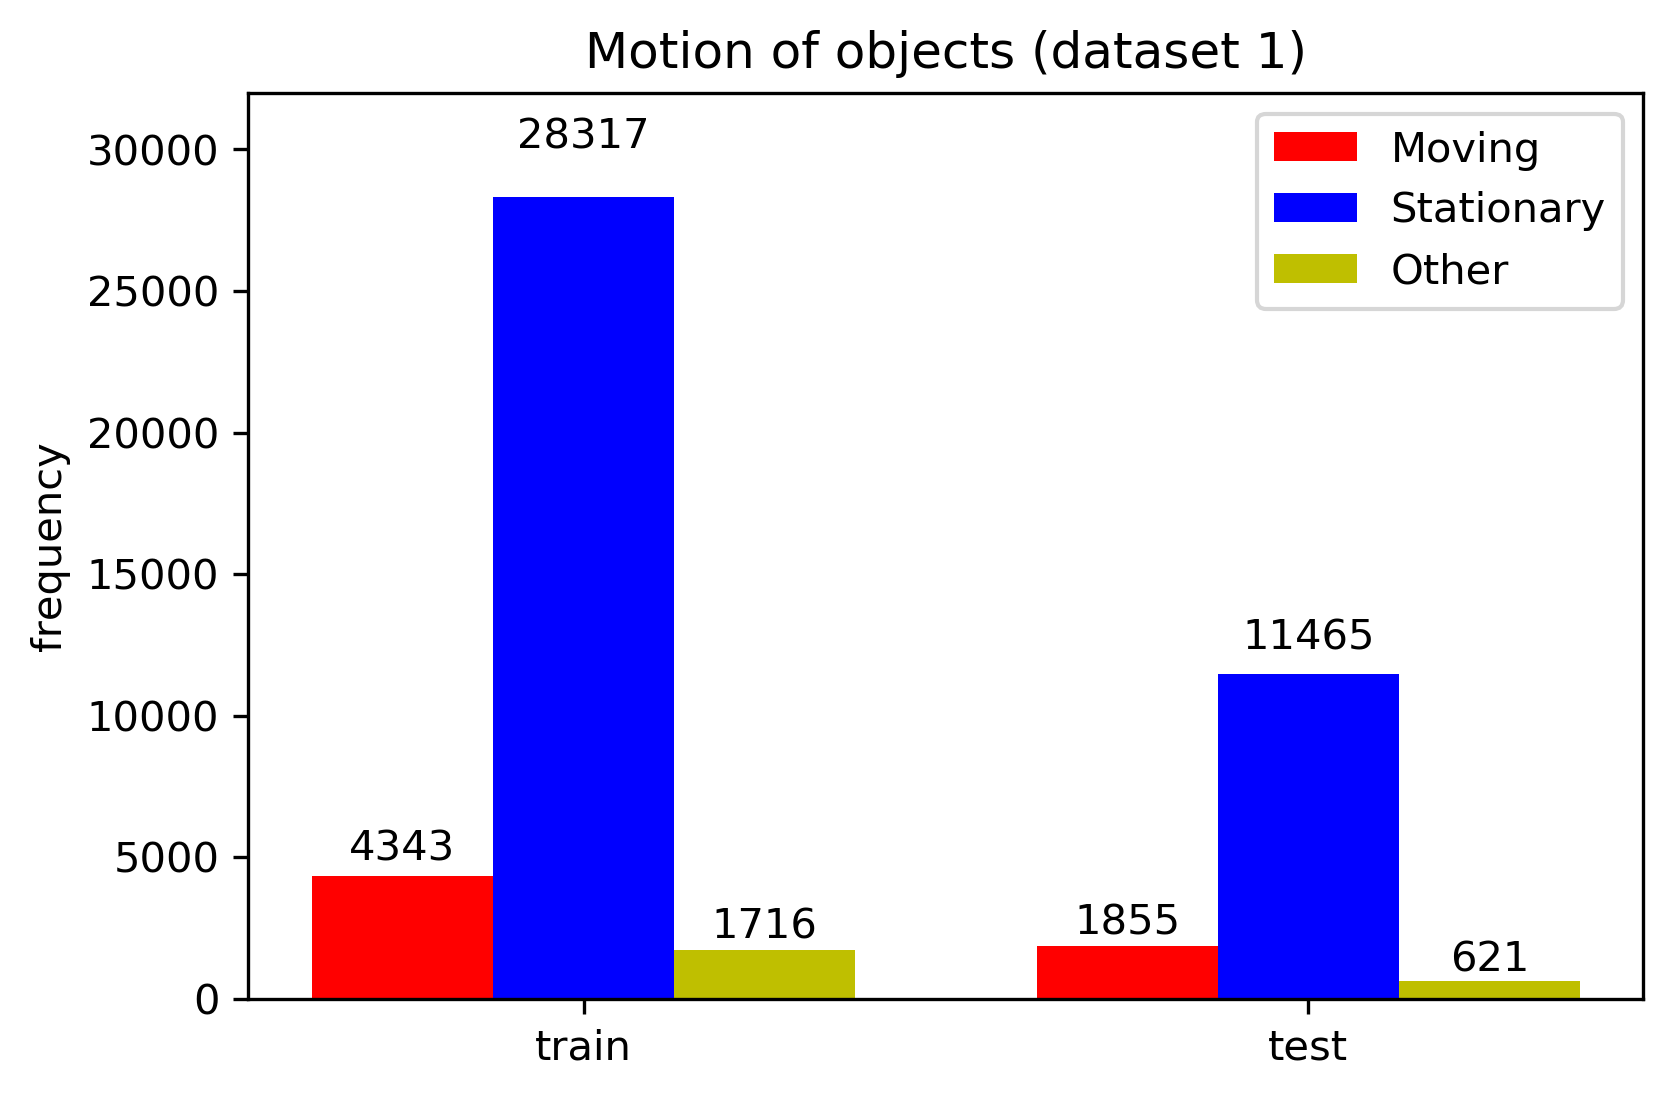 Motion of objects (dataset 1)
frequency
30000
25000
20000
15000
10000
5000
0
28317
4343
1716
11465
1855
621
train
test
Moving
Stationary
Other